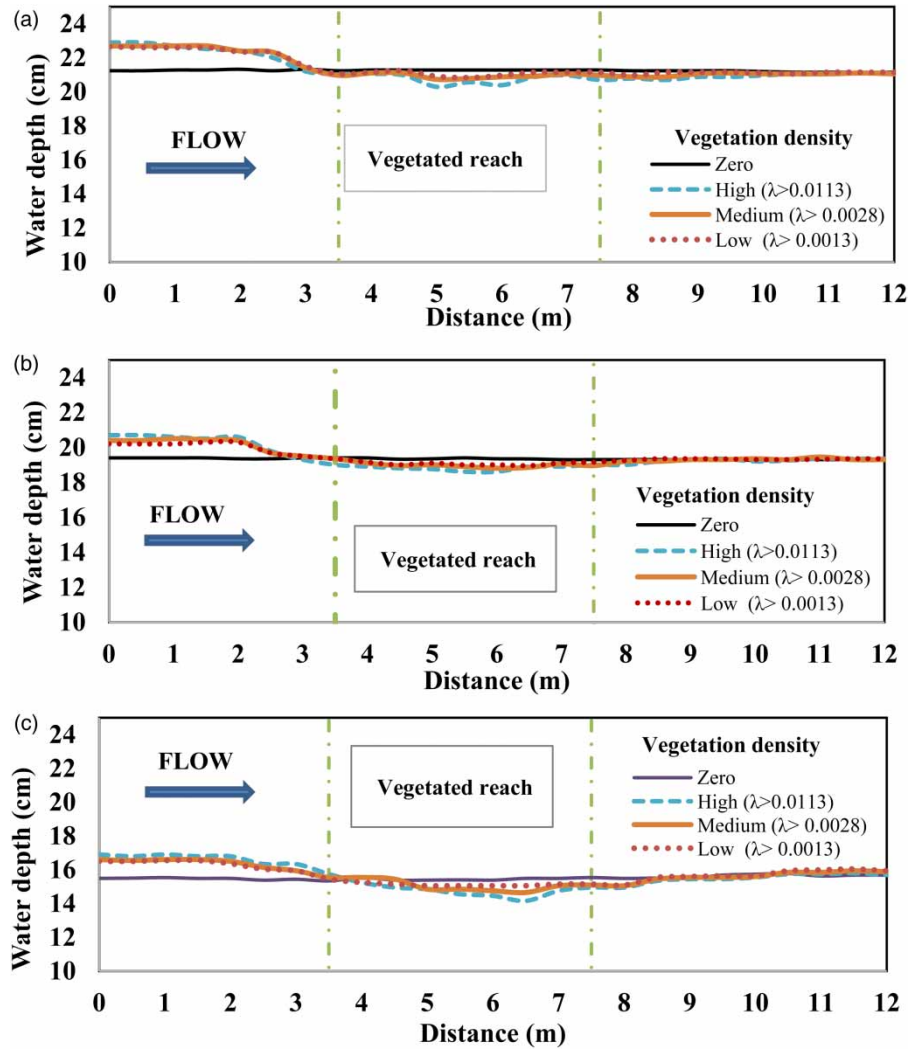 (a)
24
22
20
18
16
14
12
10
Water depth (cm)
FLOW
Vegetated reach
Vegetation density
Zero
High (λ>0.0113)
Medium (λ> 0.0028)
Low (λ> 0.0013)
0 1 2 3 4 5 6 7 8 9 10 11 12
Distance (m)
(b)
24
22
20
18
16
14
12
10
Water depth (cm)
FLOW
Vegetated reach
Vegetation density
Zero
High (λ>0.0113)
Medium (λ> 0.0028)
Low (λ> 0.0013)
0 1 2 3 4 5 6 7 8 9 10 11 12
Distance (m)
(c)
24
22
20
18
16
14
12
10
Water depth (cm)
FLOW
Vegetated reach
Vegetation density
Zero
High (λ>0.0113)
Medium (λ> 0.0028)
Low (λ> 0.0013)
0 1 2 3 4 5 6 7 8 9 10 11 12
Distance (m)